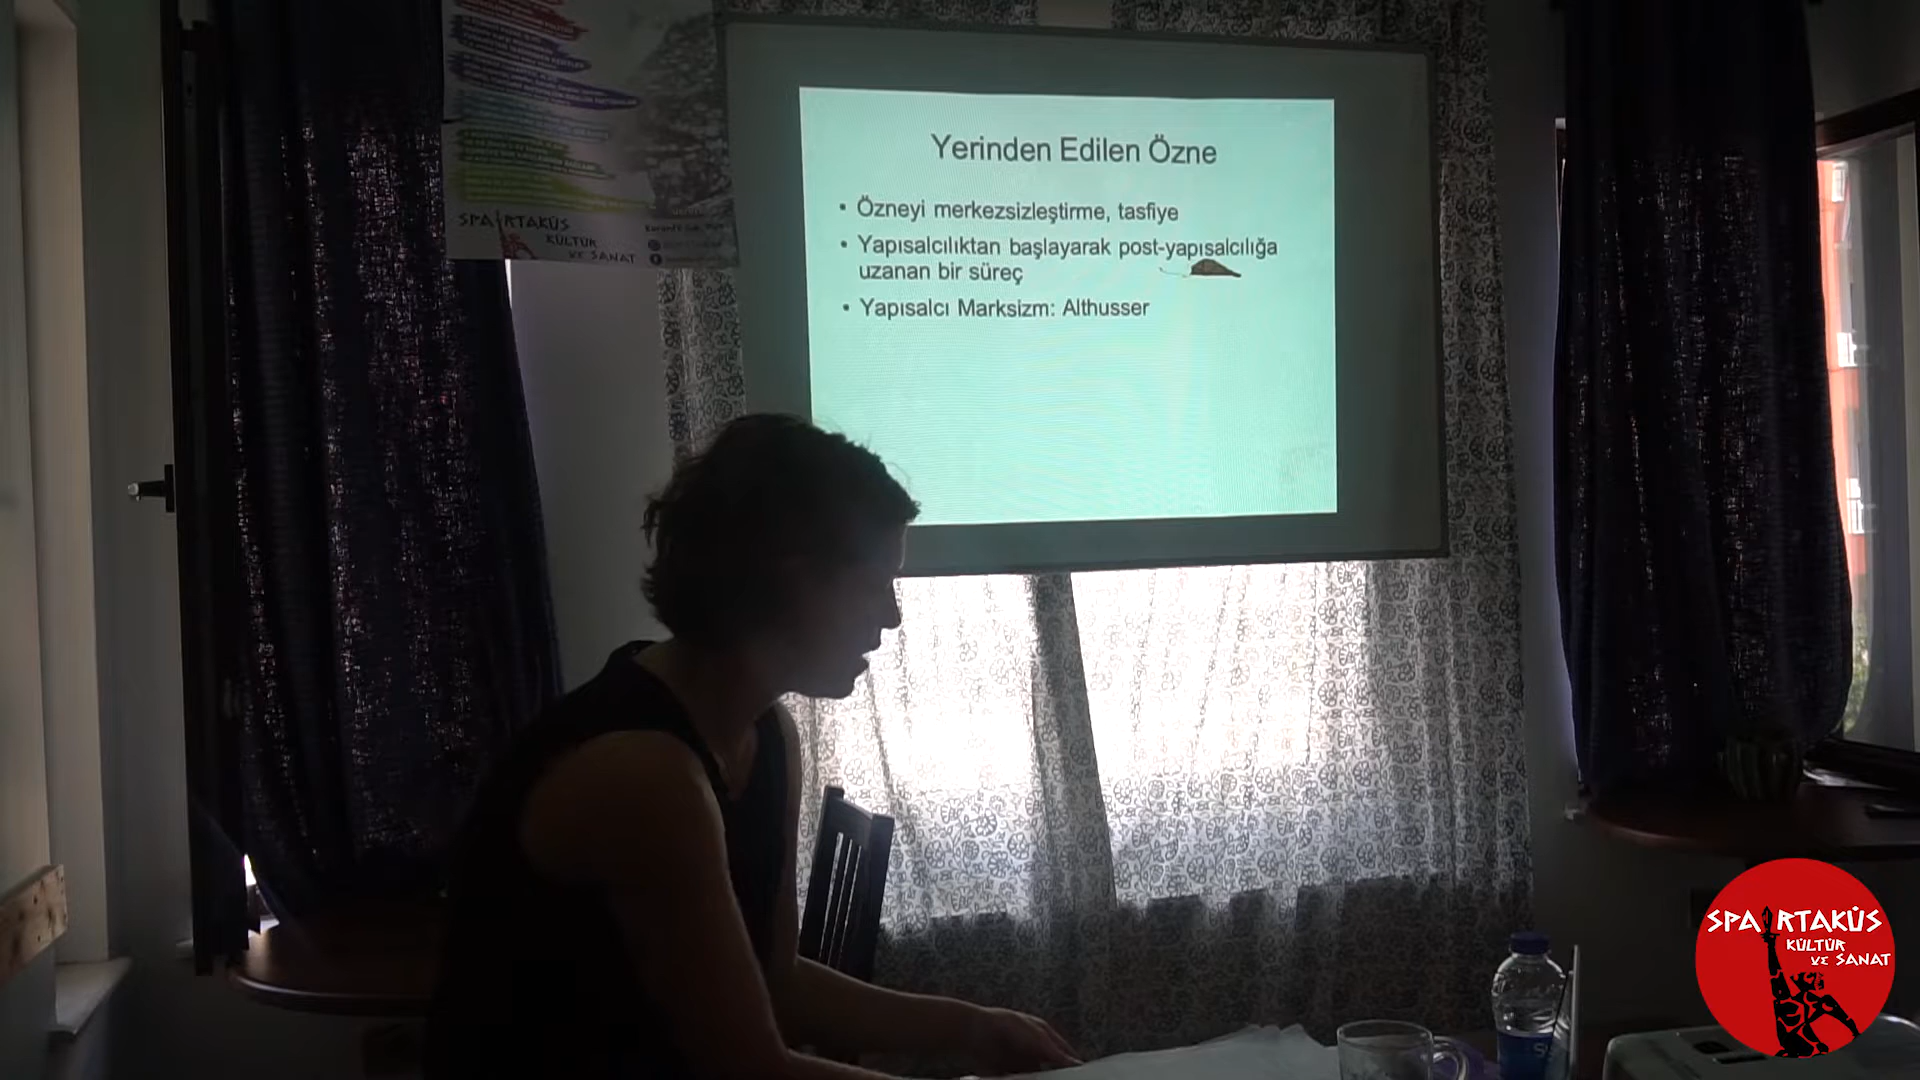 Yerinden Edilen Özne
• Özneyi merkezsizleştirme, tasfiye
• Yapısalcılıktan başlayarak post-yapısalcılığa
uzanan bir süreç
• Yapısalcı Marksizm: Althusser
SPARTAKÜS
KÜLTÜR
VE SANAT
SPARTAKÜS
KÜLTÜR
VE SANAT